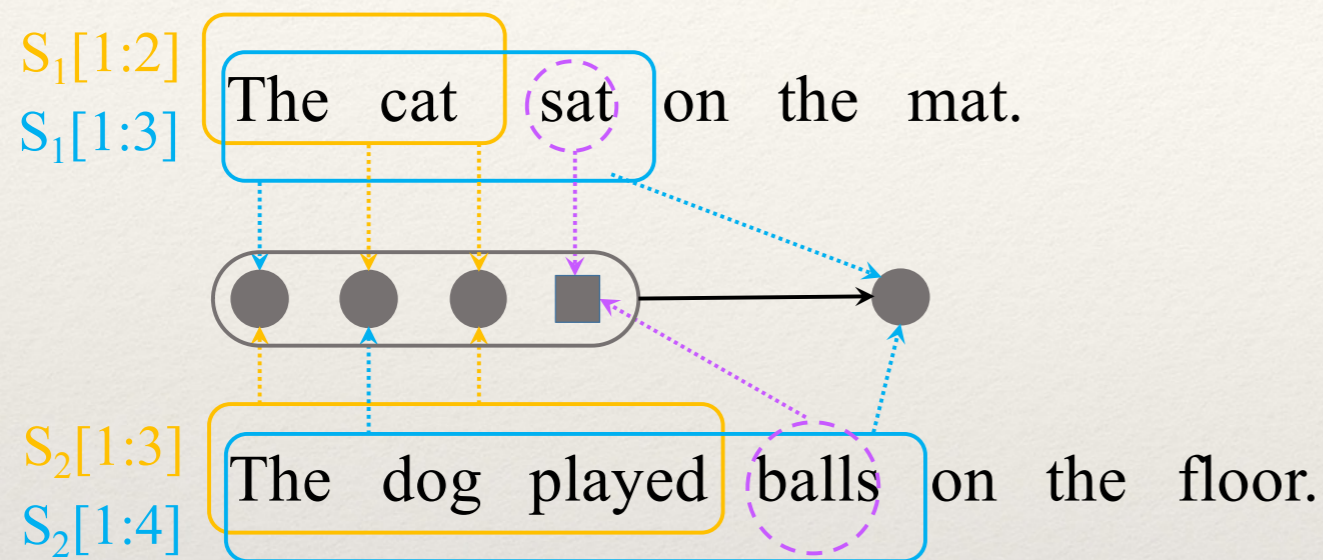 S₁[1:2]
S₁[1:3]
The cat sat on the mat.
S₂[1:3]
S₂[1:4]
The dog played balls on the floor.